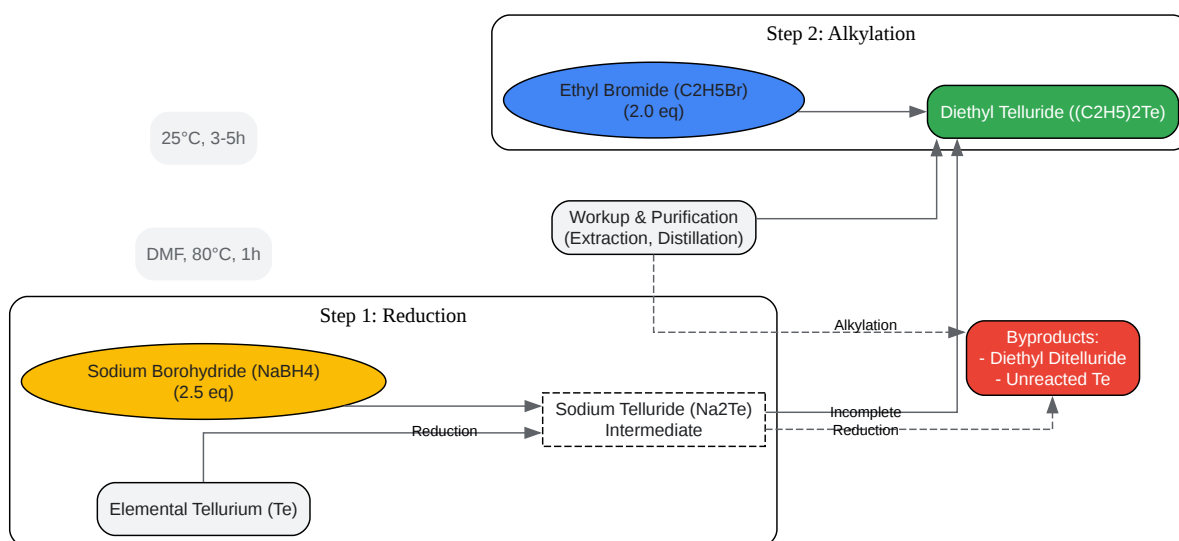 Step 2: Alkylation
Ethyl Bromide (C2H5Br)
(2.0 eq)
Diethyl Telluride ((C2H5)2Te)
25°C, 3-5h
Workup & Purification
(Extraction, Distillation)
DMF, 80°C, 1h
Step 1: Reduction
Alkylation
Byproducts:
- Diethyl Ditelluride
- Unreacted Te
Sodium Borohydride (NaBH4)
(2.5 eq)
Sodium Telluride (Na2Te)
Intermediate
Incomplete
Reduction
Reduction
Elemental Tellurium (Te)